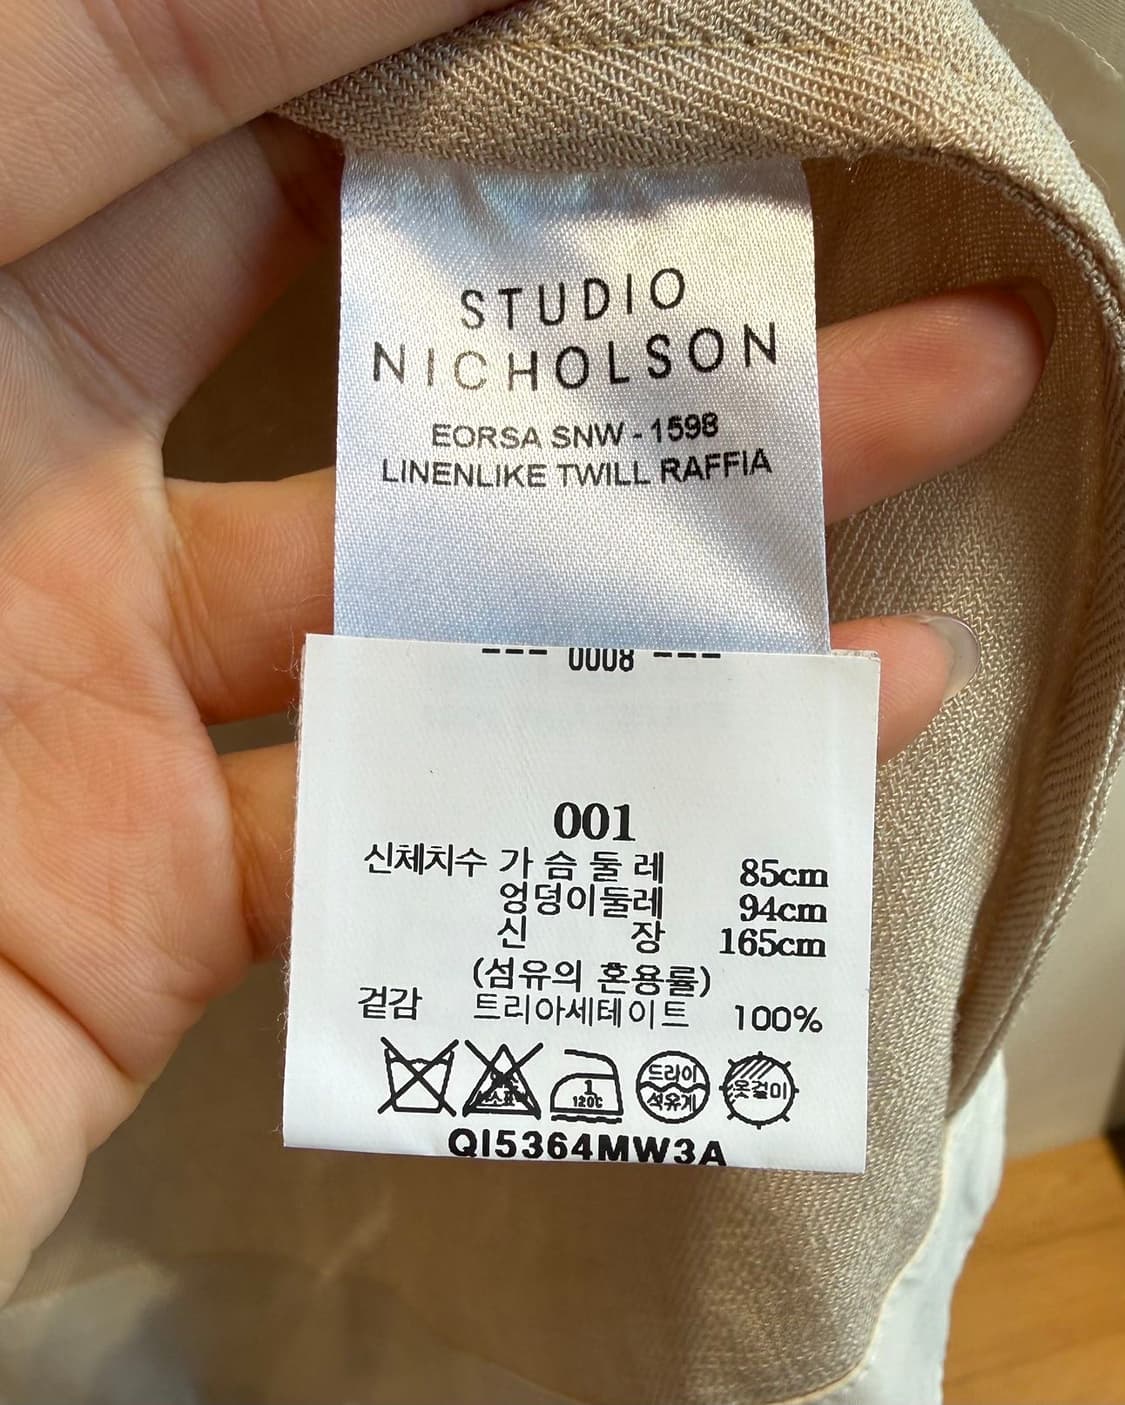 STUDIO
NICHOLSON
EORSA SNW - 1598
LINENLIKE TWILL RAFFIA
--- 0008 ---
001
신체치수 가 슴 둘 레 85cm
엉덩이둘레 94cm
신 장 165cm
(섬유의 혼용률)
겉감 트리아세테이트 100%
1
120℃
드라이
석유계
옷걸이
QI5364MW3A